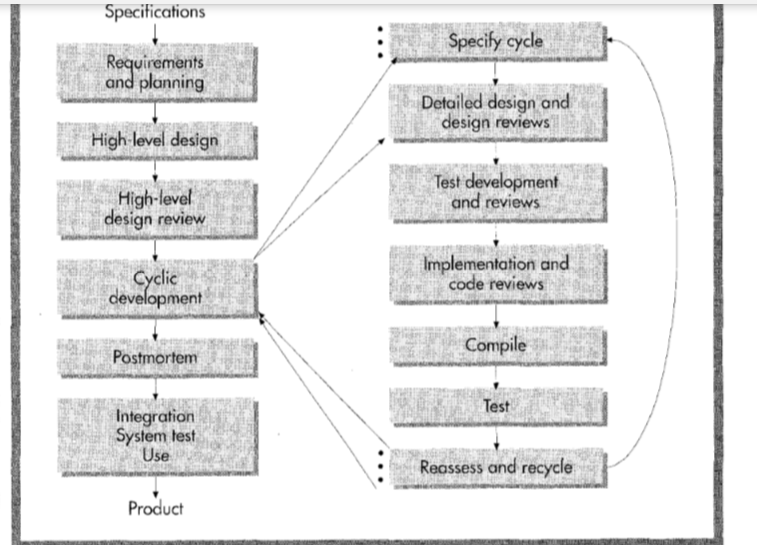 Specifications
Requirements
and planning
High-level design
High-level
design review
Cyclic
development
Postmortem
Integration
System test
Use
Product
Specify cycle
Detailed design and
design reviews
Test development
and reviews
Implementation and
code reviews
Compile
Test
Reassess and recycle